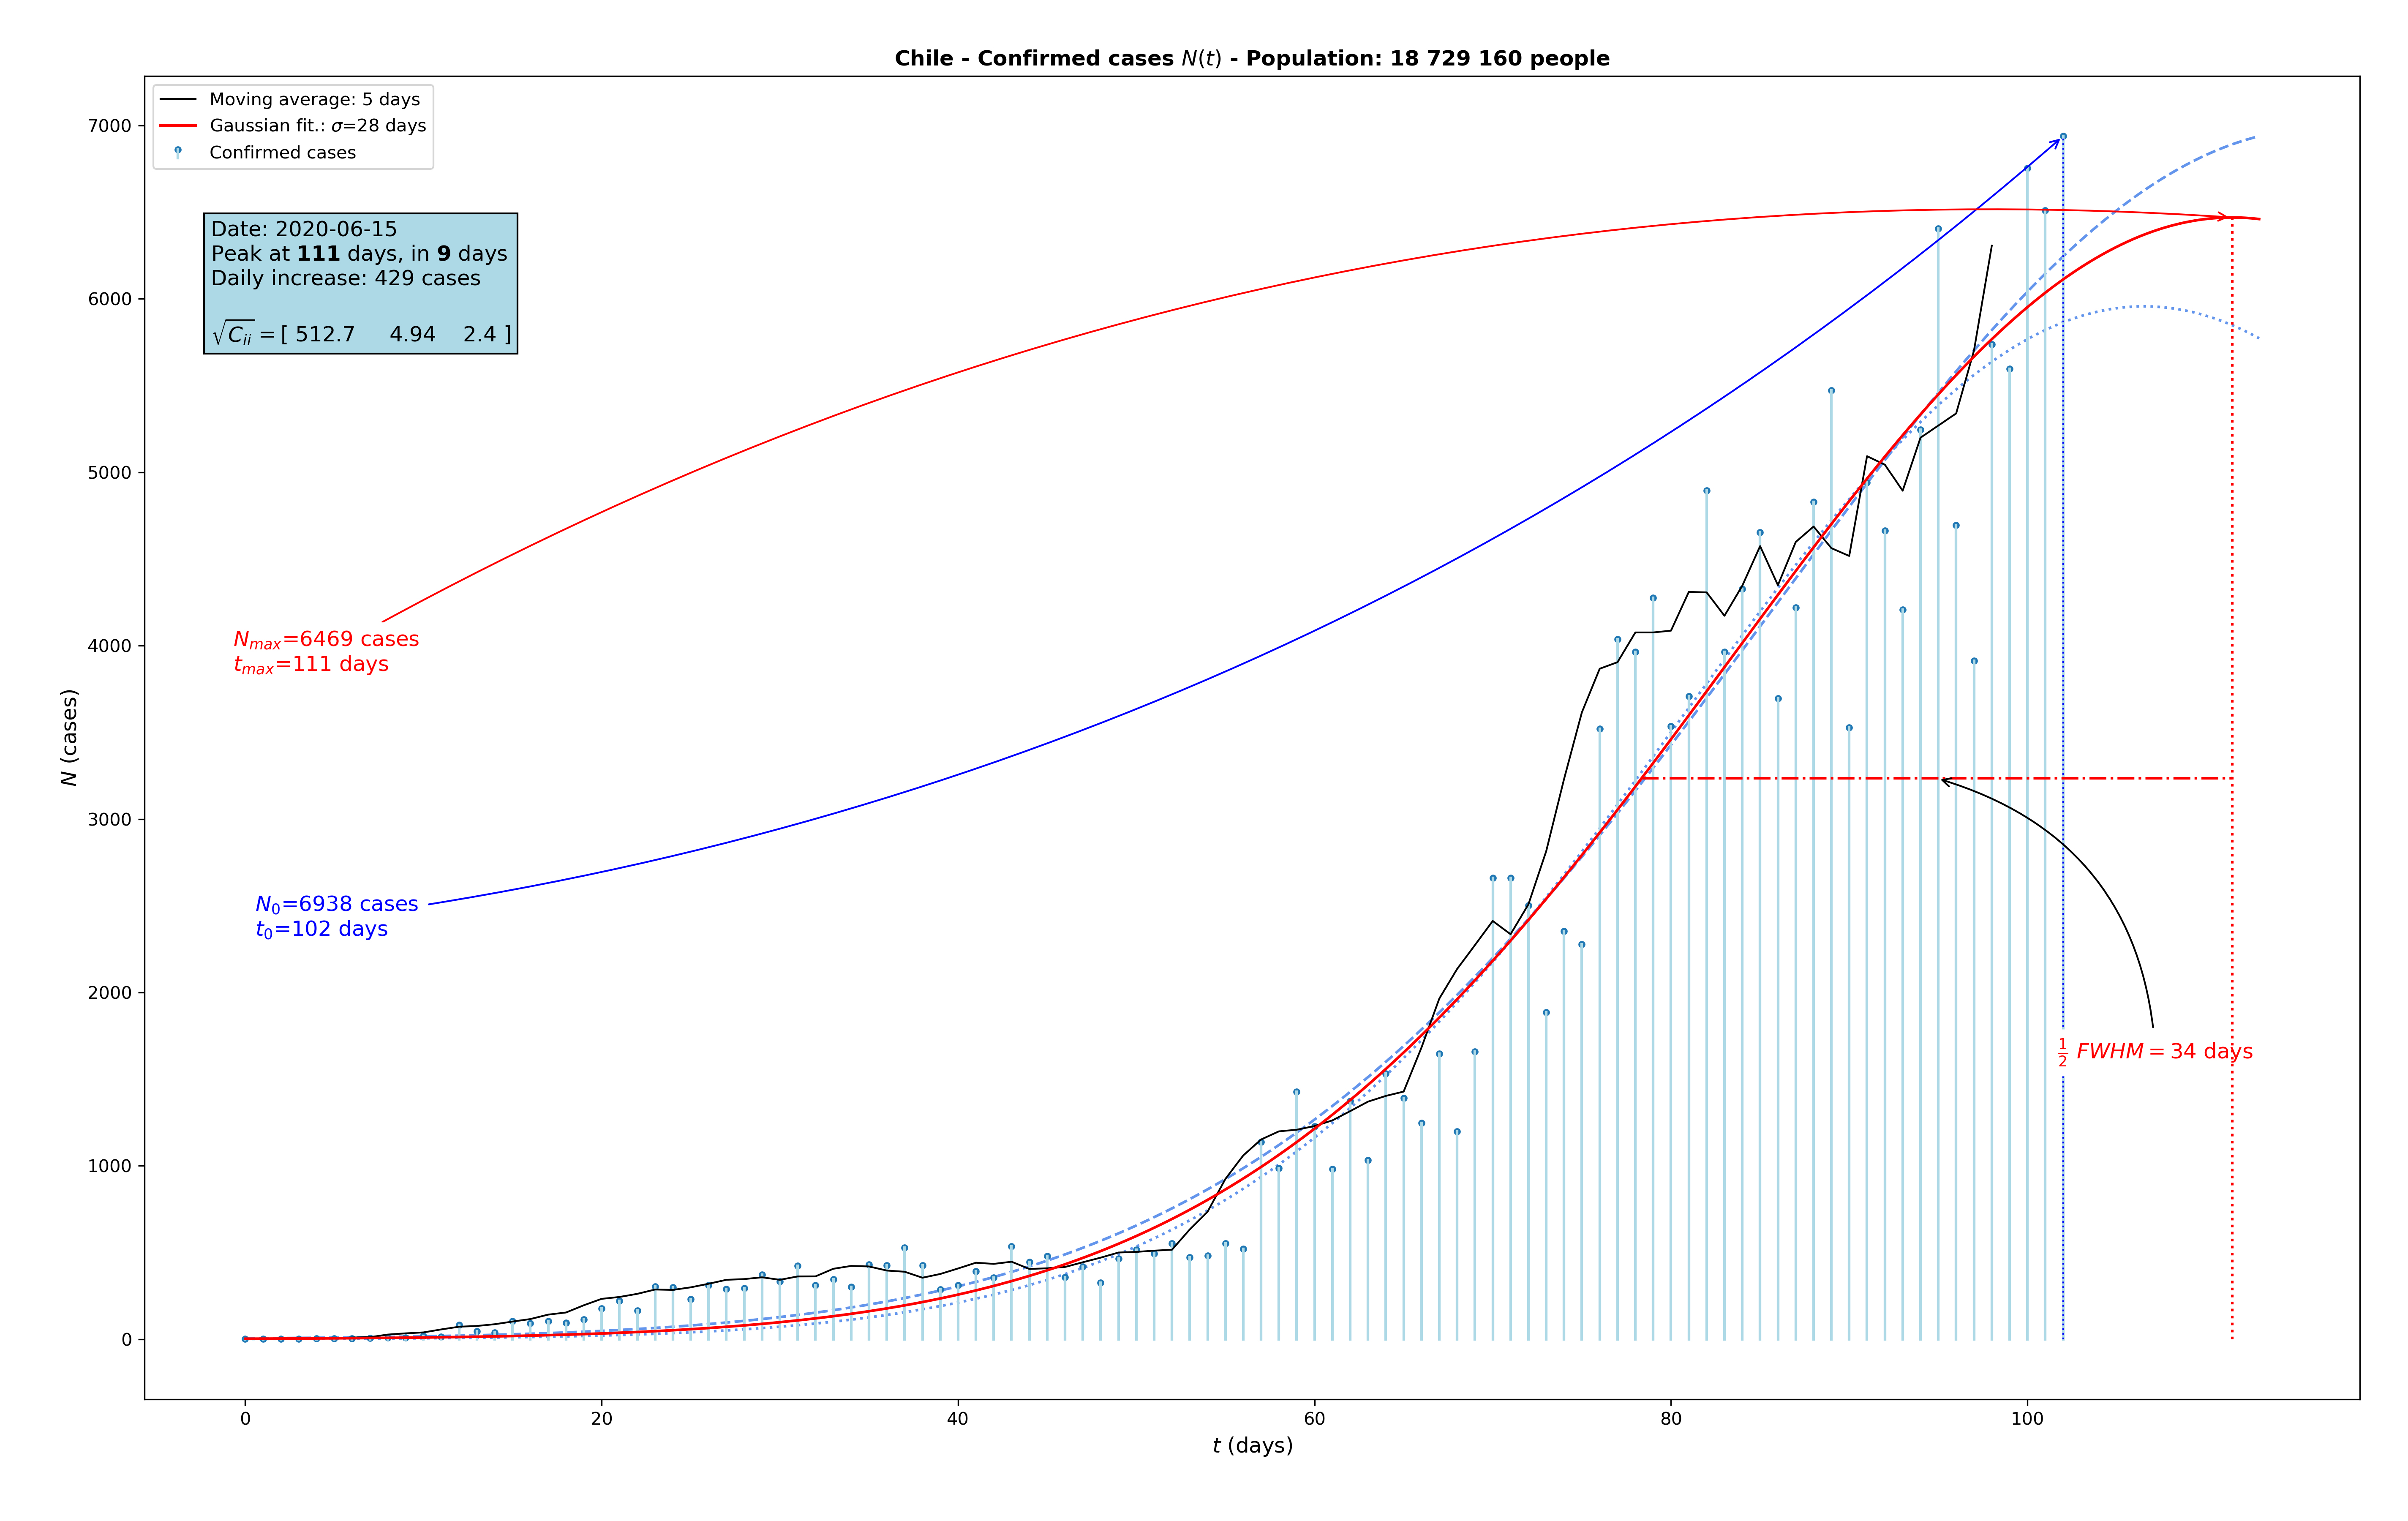 Chile - Confirmed cases N(t) - Population: 18 729 160 people
Moving average: 5 days
Gaussian fit.: σ=28 days
Confirmed cases
Date: 2020-06-15
Peak at 111 days, in 9 days
Daily increase: 429 cases
√C_ii = [ 512.7 4.94 2.4 ]
N_max=6469 cases
t_max=111 days
N_0=6938 cases
t_0=102 days
½ FWHM = 34 days
N (cases)
7000
6000
5000
4000
3000
2000
1000
0
0 20 40 60 80 100
t (days)